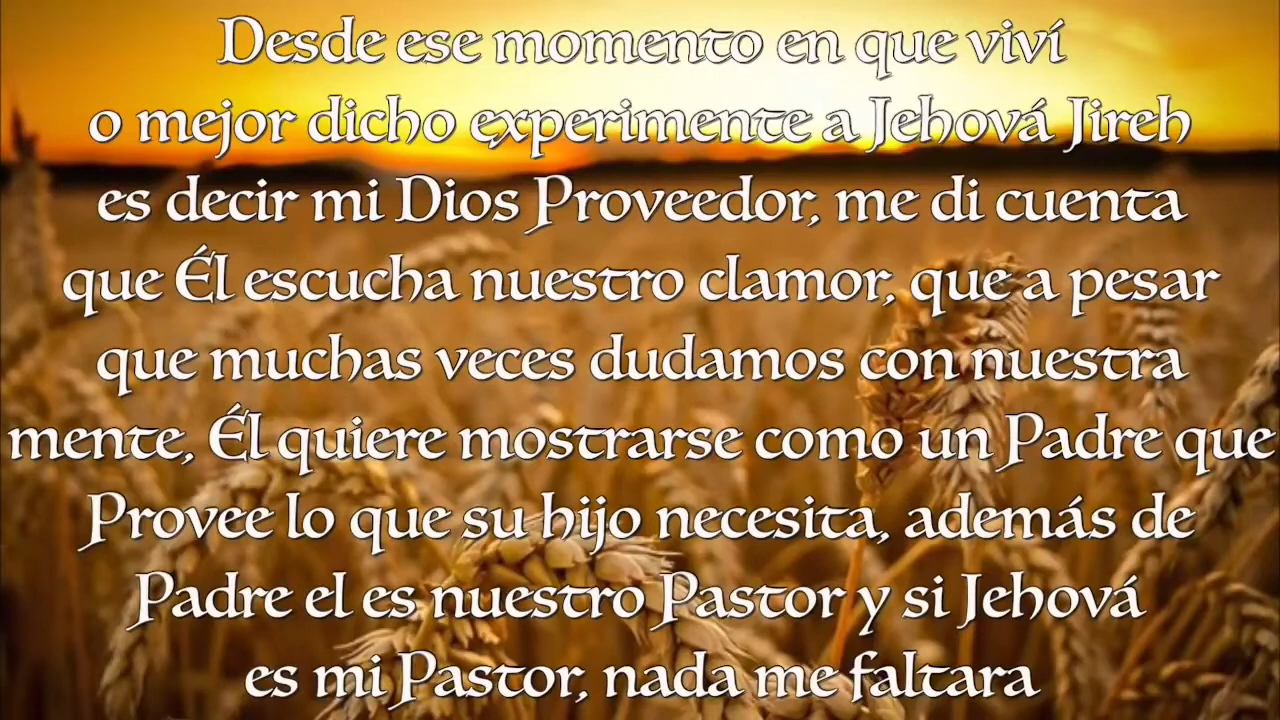 Desde ese momento en que viví
o mejor dicho experimente a Jehová Jireh
es decir mi Dios Proveedor, me di cuenta
que Él escucha nuestro clamor, que a pesar
que muchas veces dudamos con nuestra
mente, Él quiere mostrarse como un Padre que
Provee lo que su hijo necesita, además de
Padre el es nuestro Pastor y si Jehová
es mi Pastor, nada me faltara